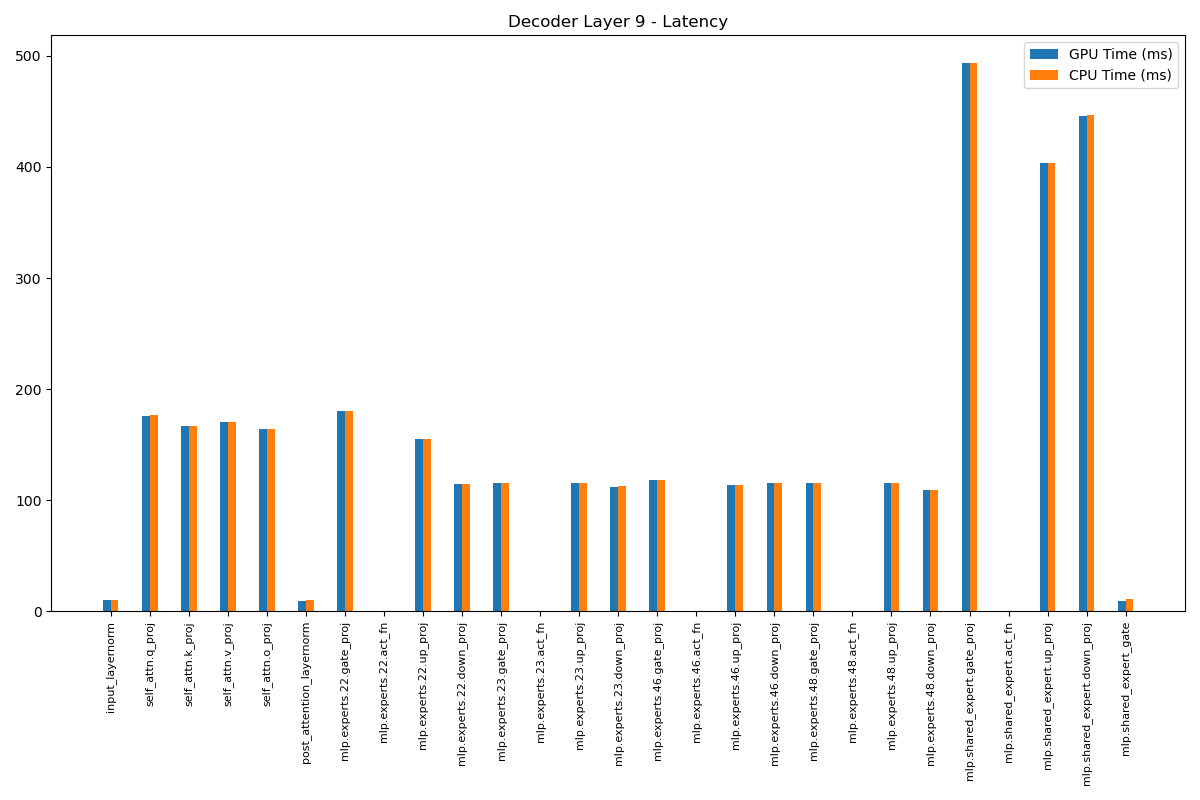 Decoder Layer 9 - Latency
GPU Time (ms)
CPU Time (ms)
500
400
300
200
100
0
input_layernorm
self_attn.q_proj
self_attn.k_proj
self_attn.v_proj
self_attn.o_proj
post_attention_layernorm
mlp.experts.22.gate_proj
mlp.experts.22.act_fn
mlp.experts.22.up_proj
mlp.experts.22.down_proj
mlp.experts.23.gate_proj
mlp.experts.23.act_fn
mlp.experts.23.up_proj
mlp.experts.23.down_proj
mlp.experts.46.gate_proj
mlp.experts.46.act_fn
mlp.experts.46.up_proj
mlp.experts.46.down_proj
mlp.experts.48.gate_proj
mlp.experts.48.act_fn
mlp.experts.48.up_proj
mlp.experts.48.down_proj
mlp.shared_expert.gate_proj
mlp.shared_expert.act_fn
mlp.shared_expert.up_proj
mlp.shared_expert.down_proj
mlp.shared_expert_gate